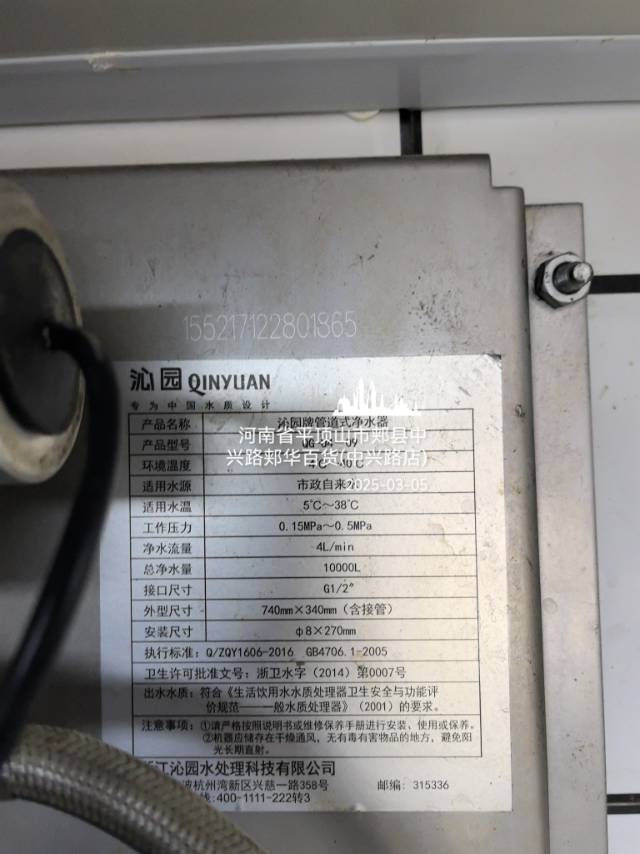 155217122801865
沁园 QINYUAN
专为中国水质设计
产品名称 沁园牌管道式净水器
产品型号
环境温度
适用水源 市政自来水
适用水温 5℃~38℃
工作压力 0.15MPa~0.5MPa
净水流量 4L/min
总净水量 10000L
接口尺寸 G1/2"
外型尺寸 740mm×340mm(含接管)
安装尺寸 φ8×270mm
执行标准: Q/ZQY1606-2016 GB4706.1-2005
卫生许可批准文号: 浙卫水字(2014)第0007号
出水水质: 符合《生活饮用水水质处理器卫生安全与功能评
价规范——一般水质处理器》(2001)的要求。
注意事项: ①请严格按照说明书或维修保养手册进行安装、使用或保养。
②机器应储存在干燥通风, 无有毒有害物品的地方, 避免阳
光长期直射。
江沁园水处理科技有限公司
杭州湾新区兴慈一路358号 邮编: 315336
400-1111-222转3
河南省平顶山市郏县中
兴路郏华百货(中兴路店)
2025-03-05